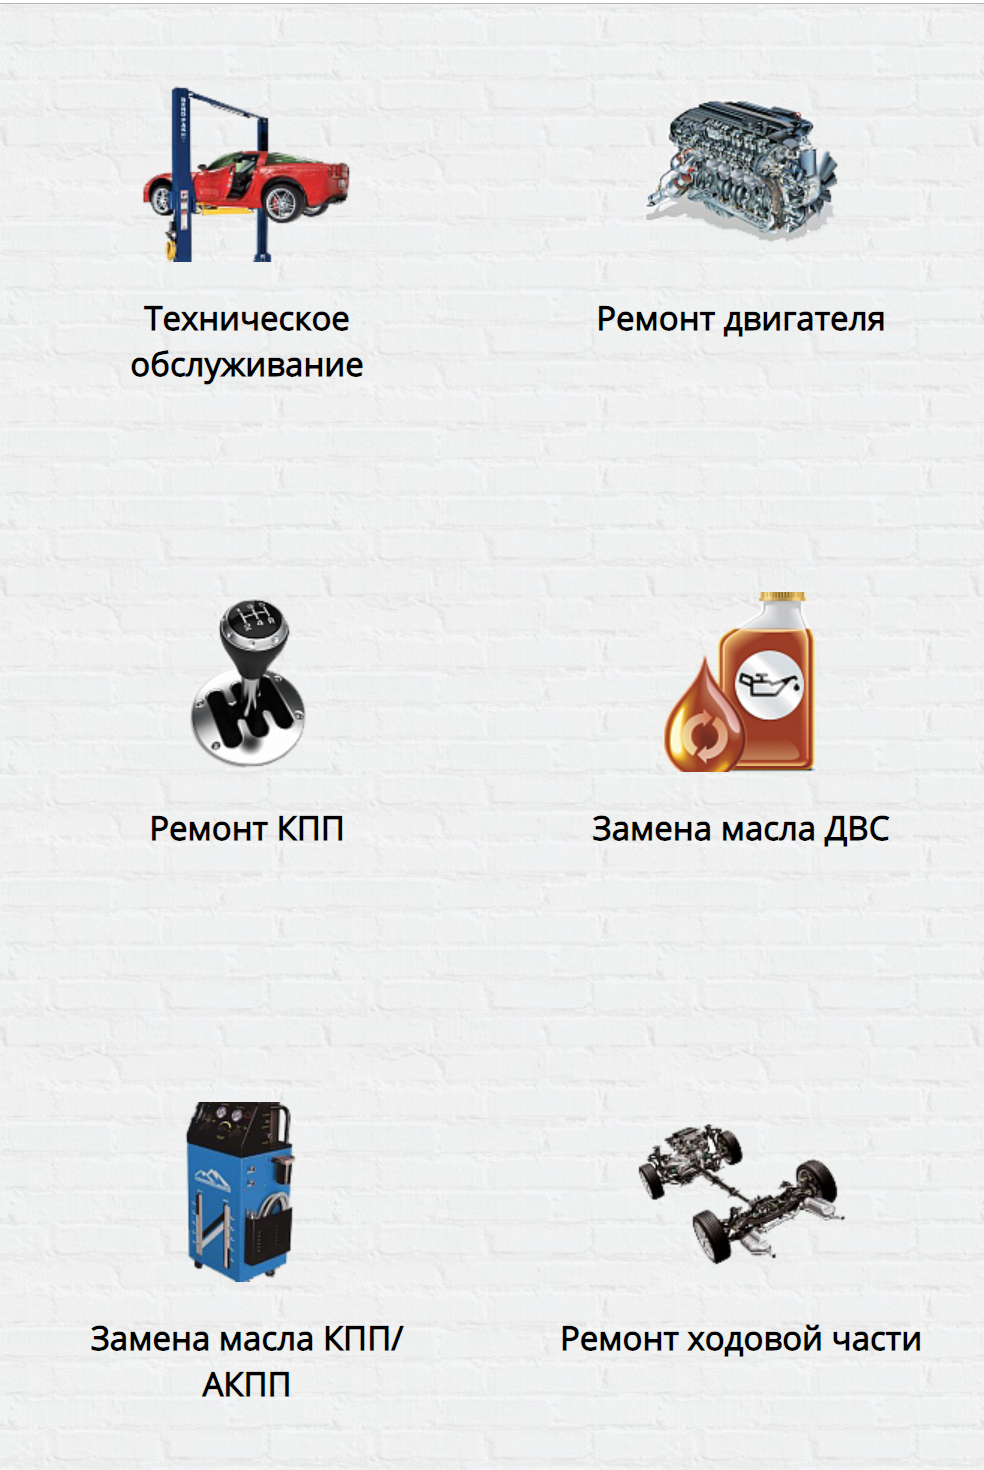 Техническое
обслуживание
Ремонт двигателя
Ремонт КПП
Замена масла ДВС
Замена масла КПП/
АКПП
Ремонт ходовой части